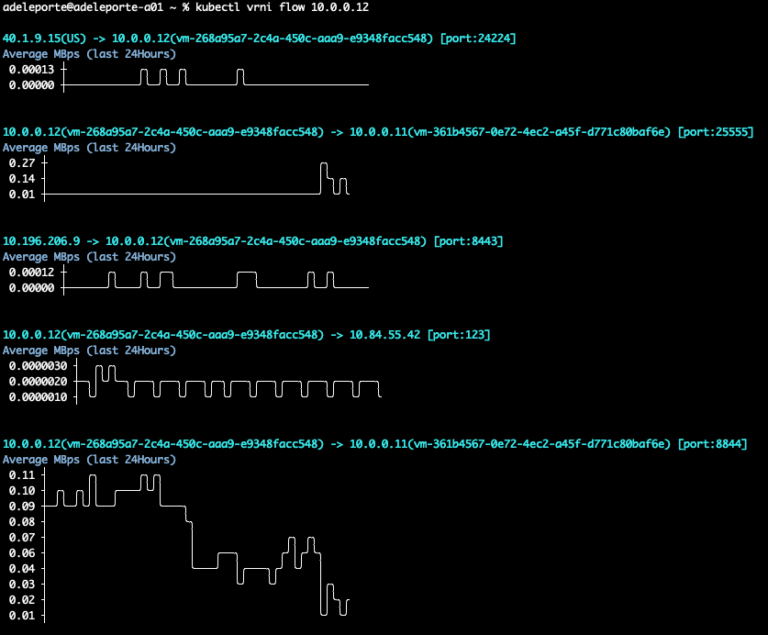 adeleporte@adeleporte-a01 ~ % kubectl vrni flow 10.0.0.12
40.1.9.15(US) -> 10.0.0.12(vm-268a95a7-2c4a-450c-aaa9-e9348facc548) [port:24224]
Average MBps (last 24Hours)
0.00013
0.00000
10.0.0.12(vm-268a95a7-2c4a-450c-aaa9-e9348facc548) -> 10.0.0.11(vm-361b4567-0e72-4ec2-a45f-d771c80baf6e) [port:25555]
Average MBps (last 24Hours)
0.27
0.14
0.01
10.196.206.9 -> 10.0.0.12(vm-268a95a7-2c4a-450c-aaa9-e9348facc548) [port:8443]
Average MBps (last 24Hours)
0.00012
0.00000
10.0.0.12(vm-268a95a7-2c4a-450c-aaa9-e9348facc548) -> 10.84.55.42 [port:123]
Average MBps (last 24Hours)
0.0000030
0.0000020
0.0000010
10.0.0.12(vm-268a95a7-2c4a-450c-aaa9-e9348facc548) -> 10.0.0.11(vm-361b4567-0e72-4ec2-a45f-d771c80baf6e) [port:8844]
Average MBps (last 24Hours)
0.11
0.10
0.09
0.08
0.07
0.06
0.04
0.03
0.02
0.01